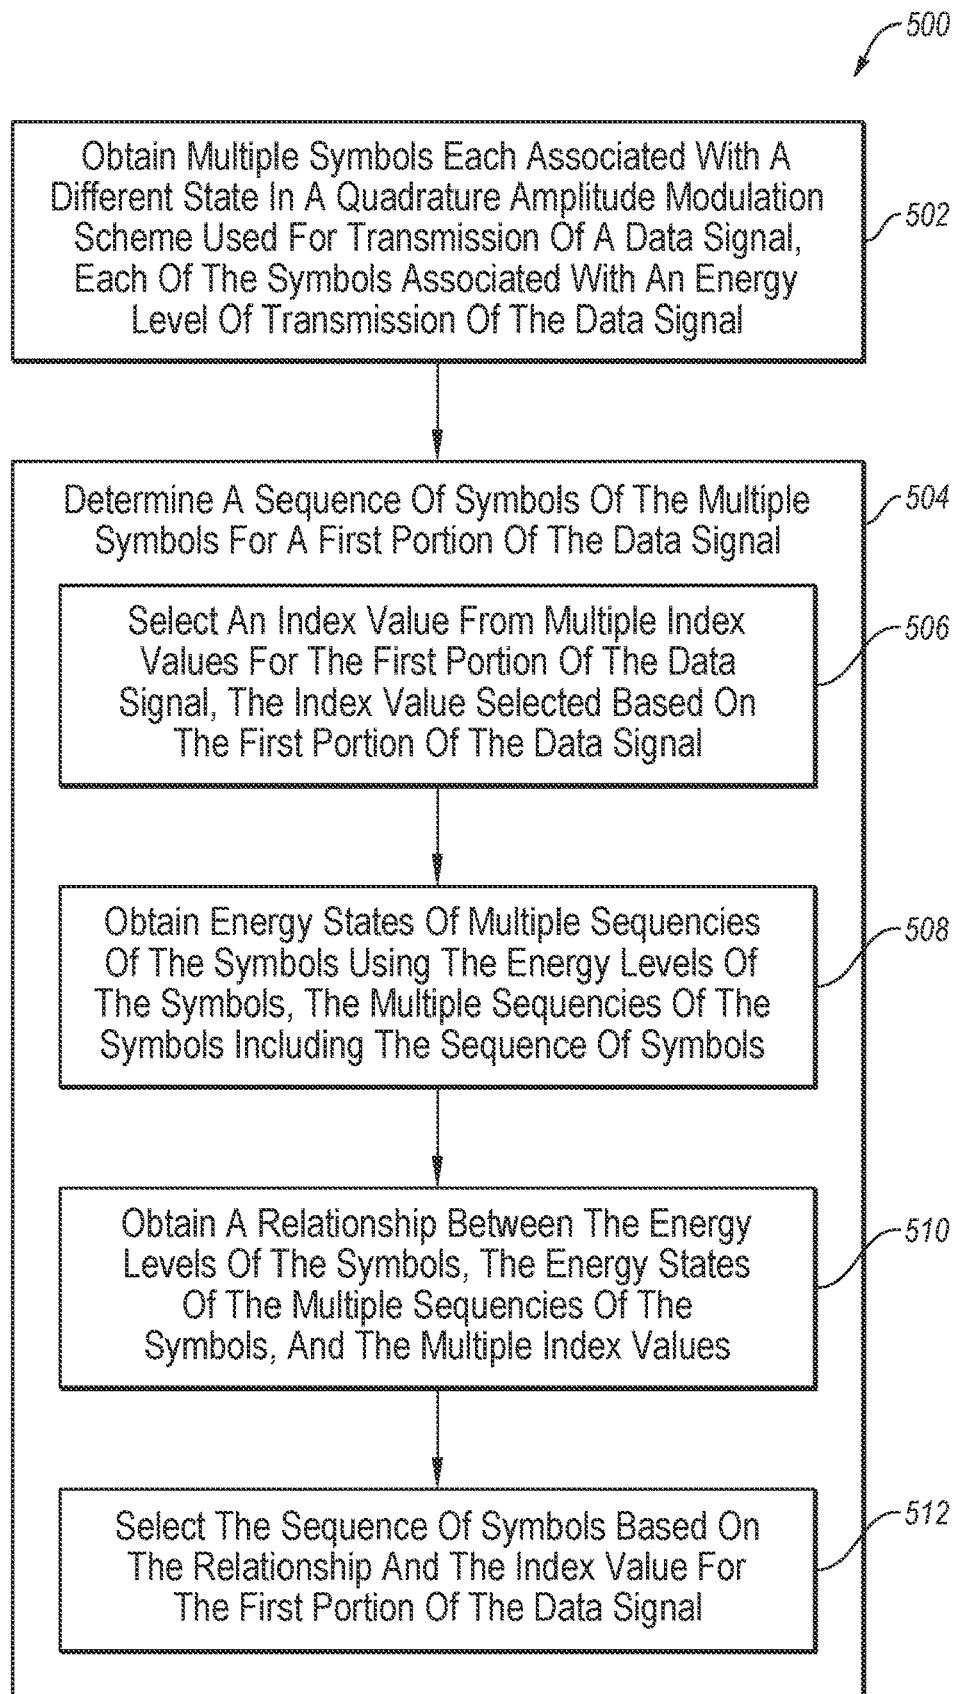 500
Obtain Multiple Symbols Each Associated With A
Different State In A Quadrature Amplitude Modulation
Scheme Used For Transmission Of A Data Signal,
Each Of The Symbols Associated With An Energy
Level Of Transmission Of The Data Signal
502
Determine A Sequence Of Symbols Of The Multiple
Symbols For A First Portion Of The Data Signal
504
Select An Index Value From Multiple Index
Values For The First Portion Of The Data
Signal, The Index Value Selected Based On
The First Portion Of The Data Signal
506
Obtain Energy States Of Multiple Sequencies
Of The Symbols Using The Energy Levels Of
The Symbols, The Multiple Sequencies Of The
Symbols Including The Sequence Of Symbols
508
Obtain A Relationship Between The Energy
Levels Of The Symbols, The Energy States
Of The Multiple Sequencies Of The
Symbols, And The Multiple Index Values
510
Select The Sequence Of Symbols Based On
The Relationship And The Index Value For
The First Portion Of The Data Signal
512